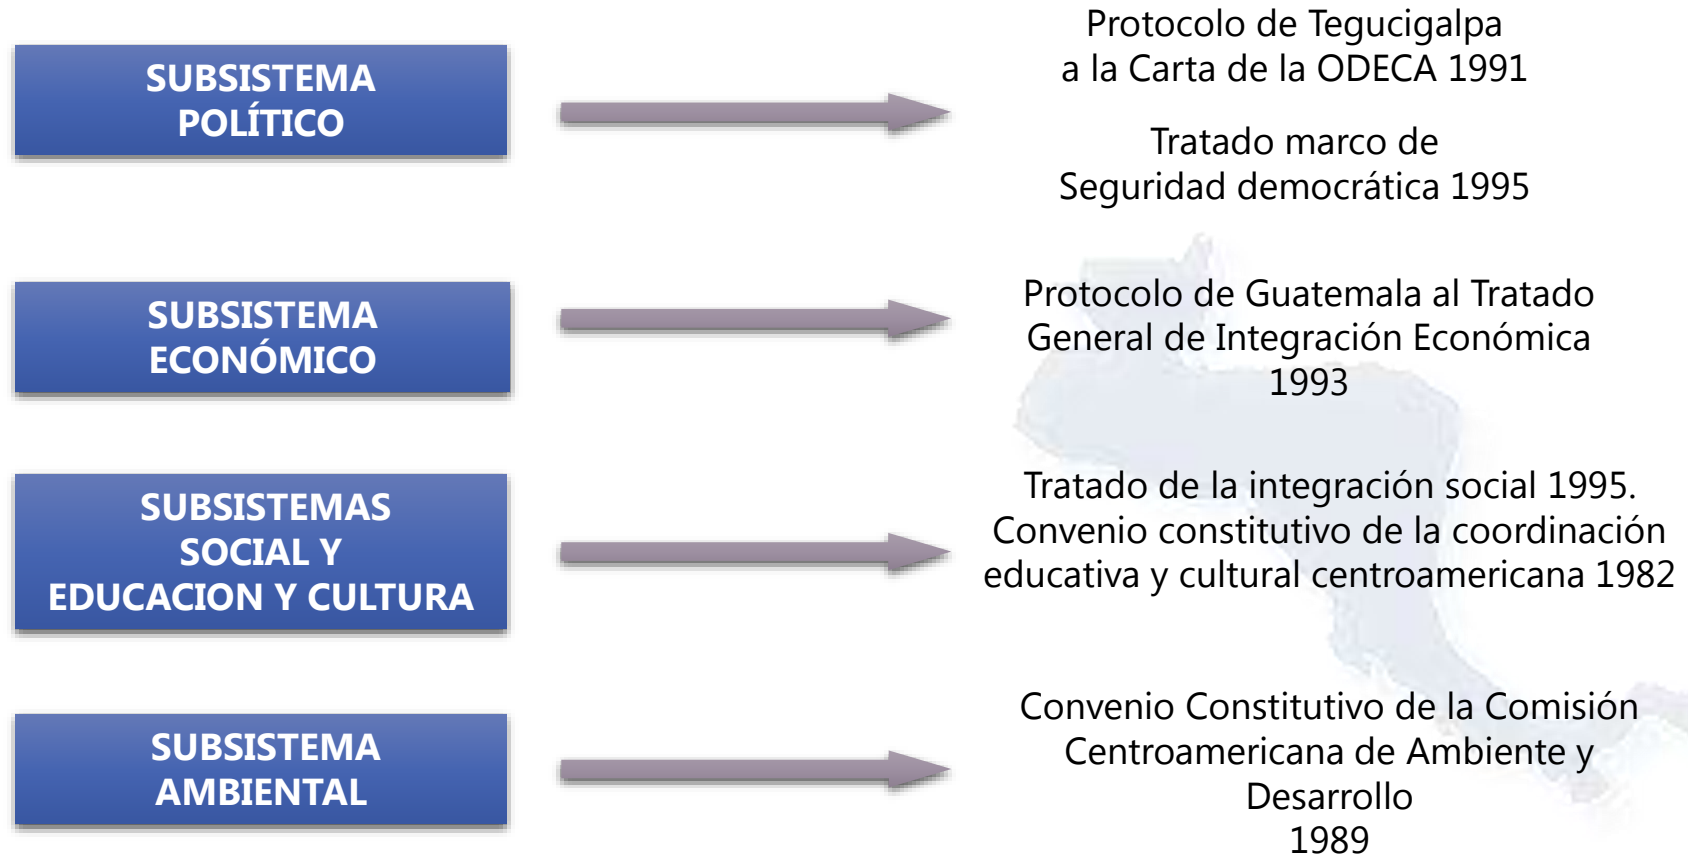 SUBSISTEMA
POLÍTICO
Protocolo de Tegucigalpa
a la Carta de la ODECA 1991
Tratado marco de
Seguridad democrática 1995
SUBSISTEMA
ECONÓMICO
Protocolo de Guatemala al Tratado
General de Integración Económica
1993
SUBSISTEMAS
SOCIAL Y
EDUCACION Y CULTURA
Tratado de la integración social 1995.
Convenio constitutivo de la coordinación
educativa y cultural centroamericana 1982
SUBSISTEMA
AMBIENTAL
Convenio Constitutivo de la Comisión
Centroamericana de Ambiente y
Desarrollo
1989